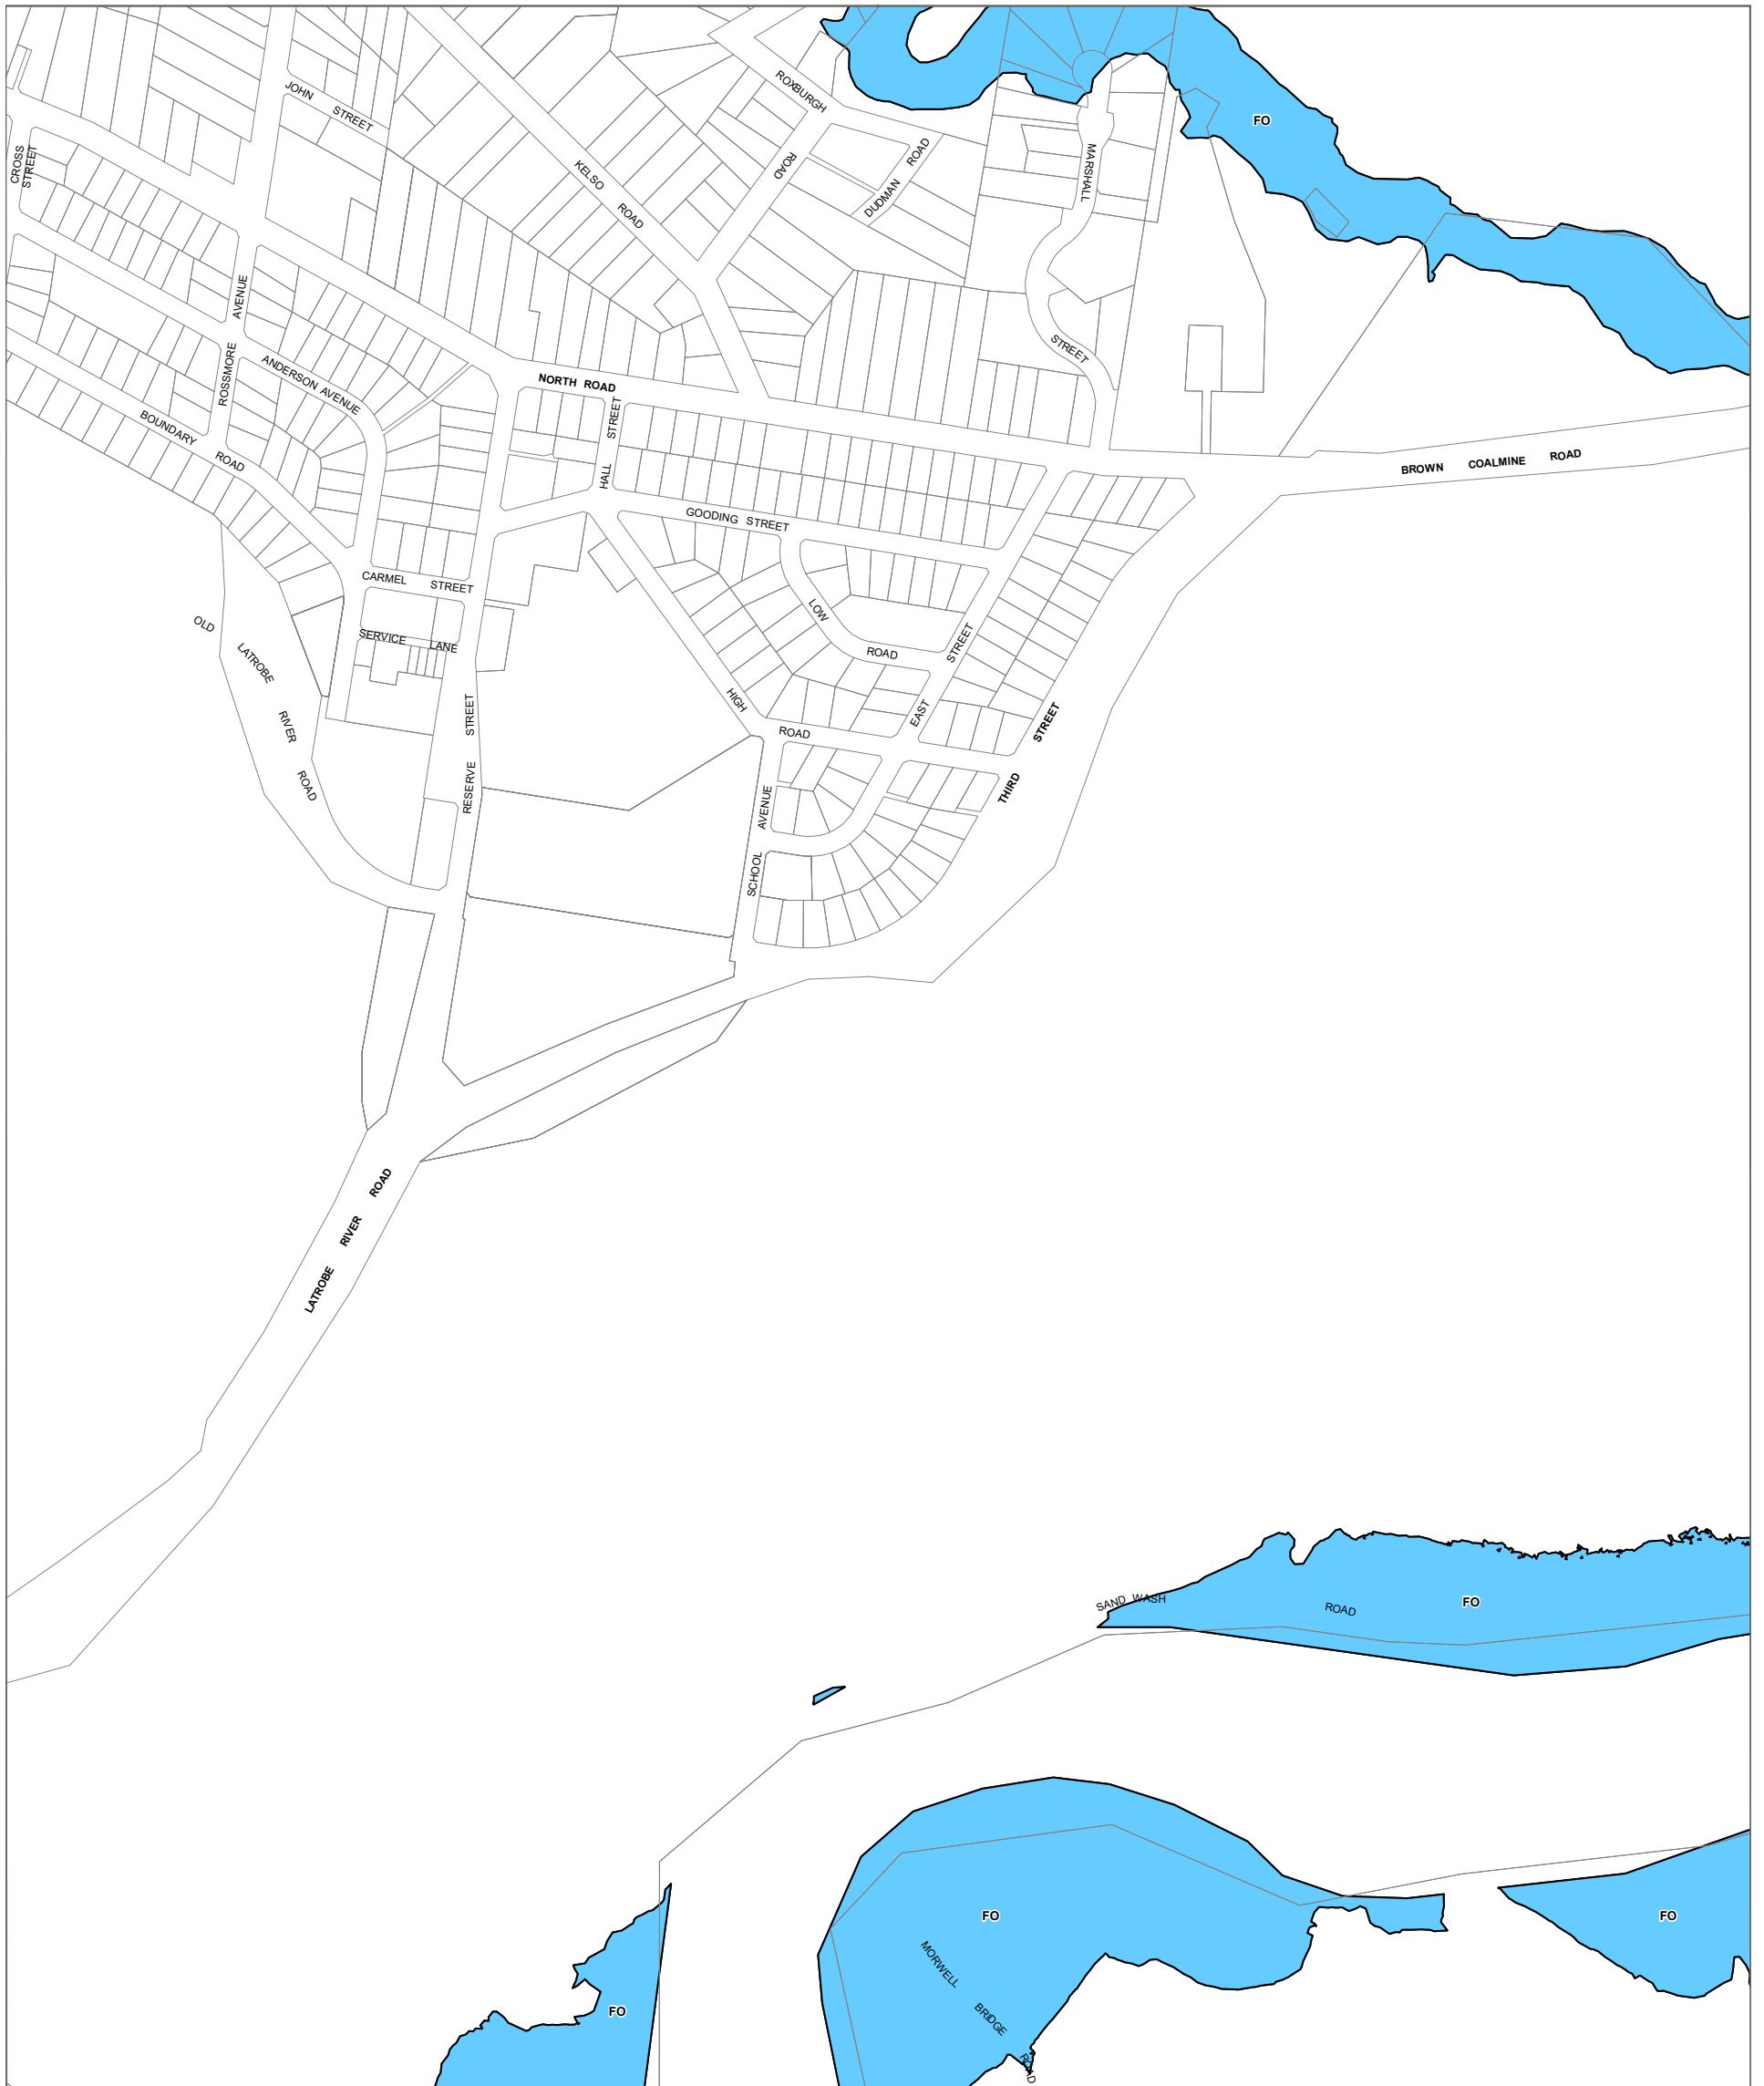 JOHN STREET
ROXBURGH ROAD
FO
CROSS STREET
KELSO ROAD
DUDMAN ROAD
MARSHALL STREET
ROSSMORE AVENUE
ANDERSON AVENUE
NORTH ROAD
BOUNDARY ROAD
HALL STREET
BROWN COALMINE ROAD
GOODING STREET
CARMEL STREET
LOW ROAD
SERVICE LANE
OLD LATROBE RIVER ROAD
EAST STREET
HIGH ROAD
RESERVE STREET
THIRD STREET
SCHOOL AVENUE
LATROBE RIVER ROAD
SAND WASH ROAD
FO
FO
FO
MORWELL BRIDGE ROAD
FO